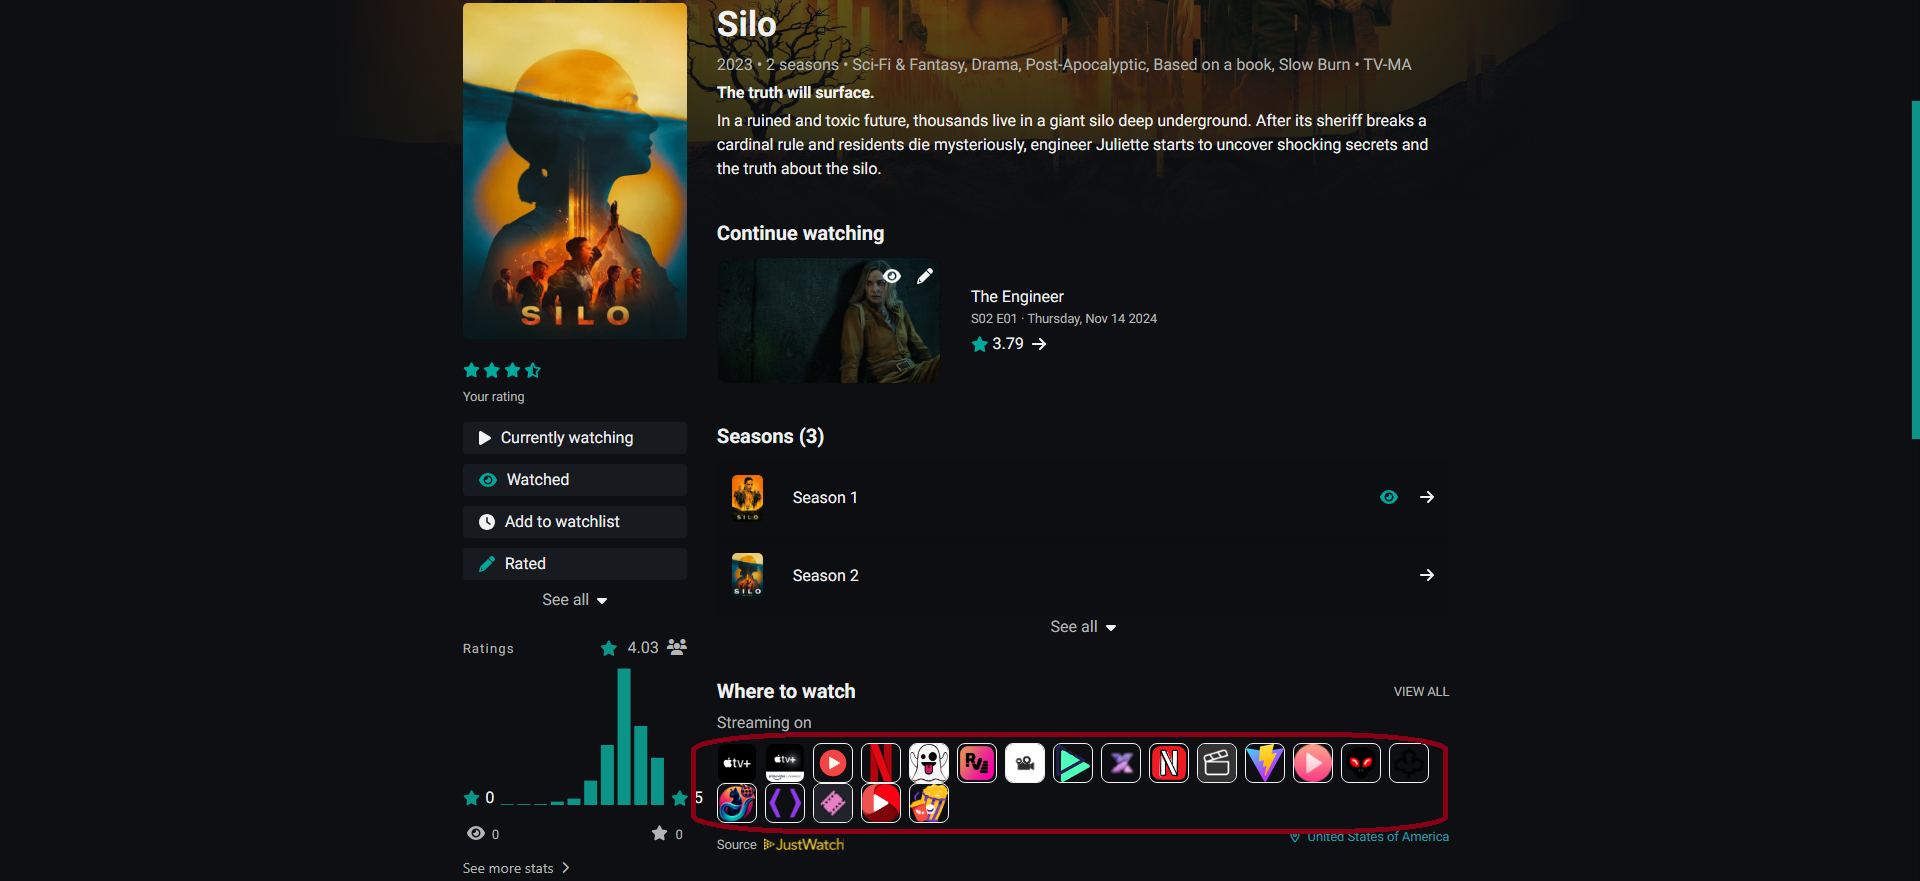 Silo
2023 • 2 seasons • Sci-Fi & Fantasy, Drama, Post-Apocalyptic, Based on a book, Slow Burn • TV-MA
The truth will surface.
In a ruined and toxic future, thousands live in a giant silo deep underground. After its sheriff breaks a
cardinal rule and residents die mysteriously, engineer Juliette starts to uncover shocking secrets and
the truth about the silo.
SILO
Your rating
Currently watching
Watched
Add to watchlist
Rated
See all
Ratings
4.03
0
5
0
0
See more stats
Continue watching
The Engineer
S02 E01 · Thursday, Nov 14 2024
3.79
Seasons (3)
SILO
Season 1
SILO
Season 2
See all
Where to watch
VIEW ALL
Streaming on
tv+
tv+
N
Source JustWatch
United States of America